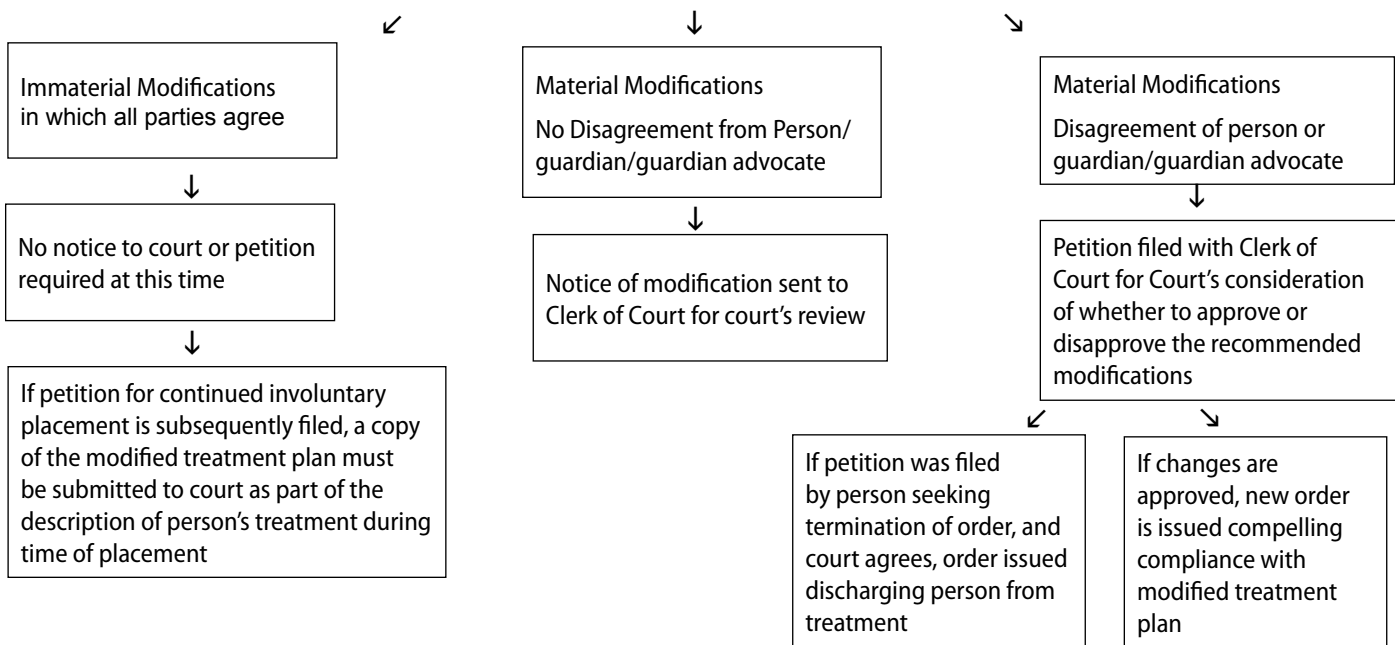 Immaterial Modifications
in which all parties agree
No notice to court or petition
required at this time
If petition for continued involuntary
placement is subsequently filed, a copy
of the modified treatment plan must
be submitted to court as part of the
description of person's treatment during
time of placement
Material Modifications
No Disagreement from Person/
guardian/guardian advocate
Notice of modification sent to
Clerk of Court for court's review
Material Modifications
Disagreement of person or
guardian/guardian advocate
Petition filed with Clerk of
Court for Court's consideration
of whether to approve or
disapprove the recommended
modifications
If petition was filed
by person seeking
termination of order, and
court agrees, order issued
discharging person from
treatment
If changes are
approved, new order
is issued compelling
compliance with
modified treatment
plan